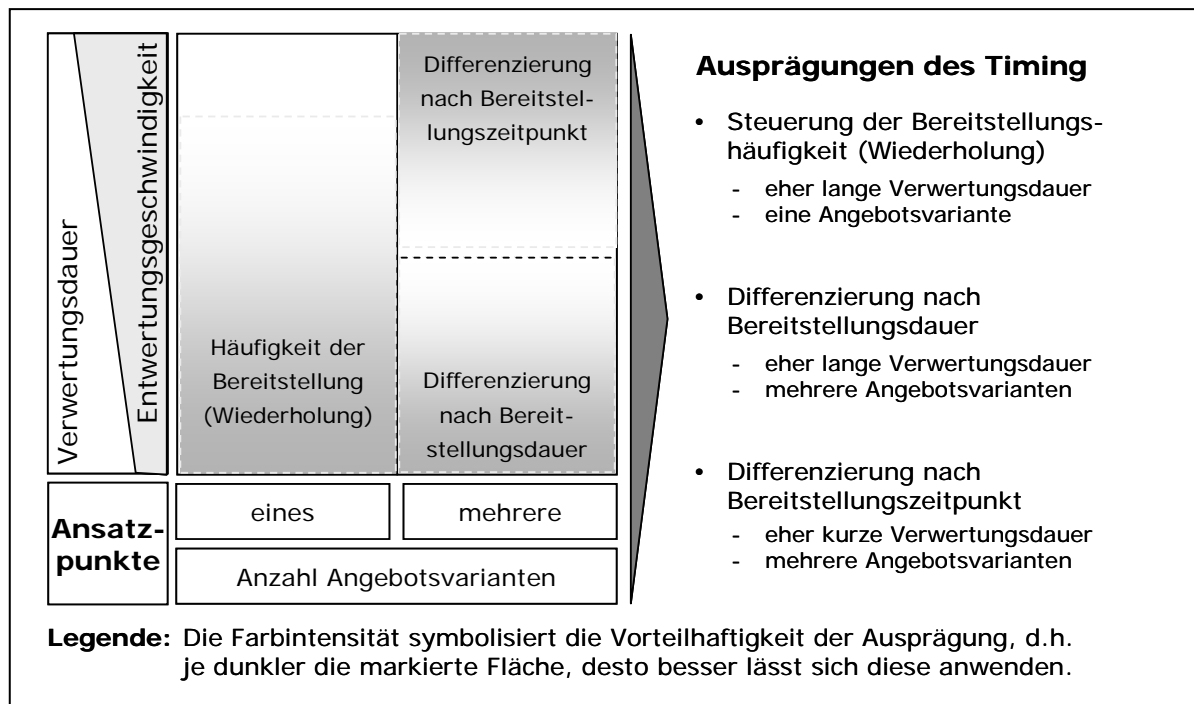 Verwertungsdauer
Entwertungsgeschwindigkeit
Differenzierung
nach Bereitstel-
lungszeitpunkt
Häufigkeit der
Bereitstellung
(Wiederholung)
Differenzierung
nach Bereit-
stellungsdauer
Ansatz-
punkte
eines
mehrere
Anzahl Angebotsvarianten
Ausprägungen des Timing
• Steuerung der Bereitstellungs-
häufigkeit (Wiederholung)
- eher lange Verwertungsdauer
- eine Angebotsvariante
• Differenzierung nach
Bereitstellungsdauer
- eher lange Verwertungsdauer
- mehrere Angebotsvarianten
• Differenzierung nach
Bereitstellungszeitpunkt
- eher kurze Verwertungsdauer
- mehrere Angebotsvarianten
Legende: Die Farbintensität symbolisiert die Vorteilhaftigkeit der Ausprägung, d.h.
je dunkler die markierte Fläche, desto besser lässt sich diese anwenden.